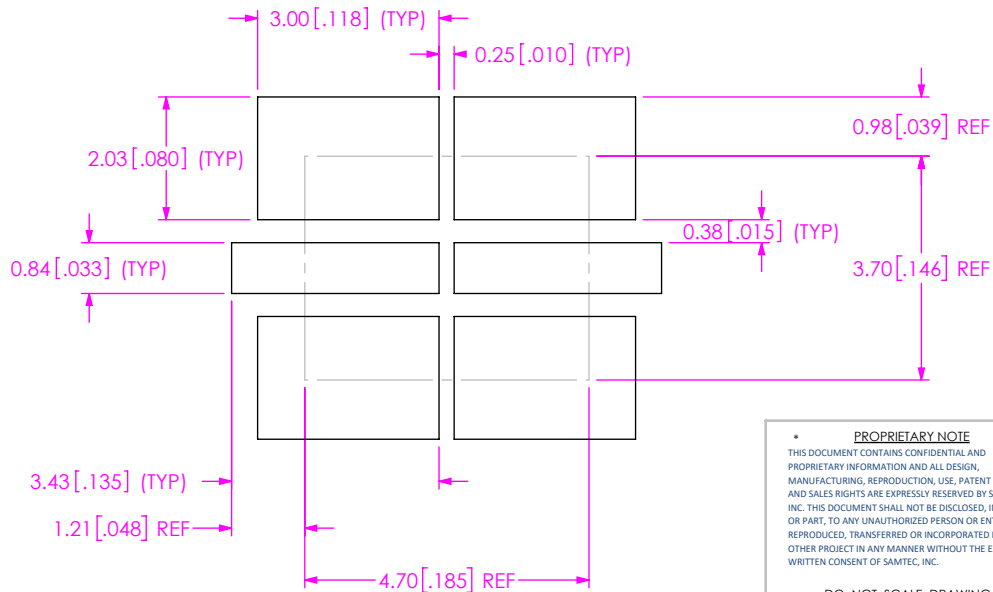 3.00[.118] (TYP)
0.25[.010] (TYP)
0.98[.039] REF
2.03[.080] (TYP)
0.38[.015] (TYP)
0.84[.033] (TYP)
3.70[.146] REF
3.43[.135] (TYP)
1.21[.048] REF
4.70[.185] REF
* PROPRIETARY NOTE
THIS DOCUMENT CONTAINS CONFIDENTIAL AND
PROPRIETARY INFORMATION AND ALL DESIGN,
MANUFACTURING, REPRODUCTION, USE, PATENT
AND SALES RIGHTS ARE EXPRESSLY RESERVED BY
INC. THIS DOCUMENT SHALL NOT BE DISCLOSED,
OR PART, TO ANY UNAUTHORIZED PERSON OR
REPRODUCED, TRANSFERRED OR INCORPORATED
OTHER PROJECT IN ANY MANNER WITHOUT THE
WRITTEN CONSENT OF SAMTEC, INC.
DO NOT SCALE DRAWING